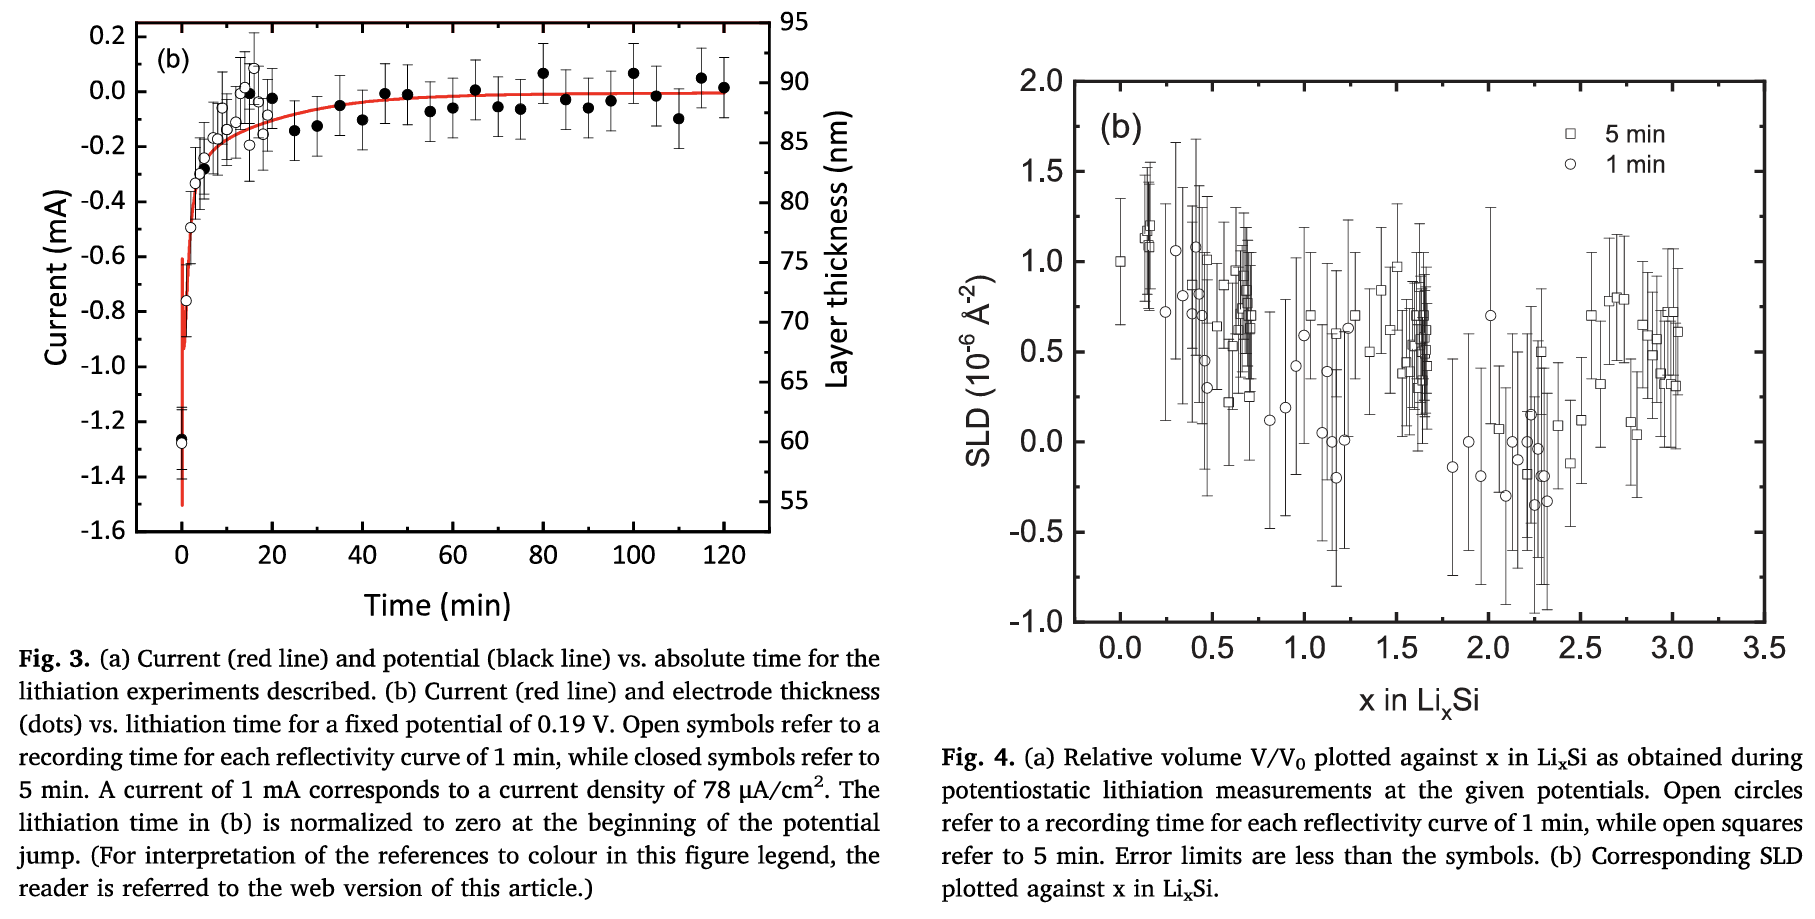 (b)
0.2
0.0
-0.2
-0.4
-0.6
-0.8
-1.0
-1.2
-1.4
-1.6
Current (mA)
95
90
85
80
75
70
65
60
55
Layer thickness (nm)
0 20 40 60 80 100 120
Time (min)
Fig. 3. (a) Current (red line) and potential (black line) vs. absolute time for the
lithiation experiments described. (b) Current (red line) and electrode thickness
(dots) vs. lithiation time for a fixed potential of 0.19 V. Open symbols refer to a
recording time for each reflectivity curve of 1 min, while closed symbols refer to
5 min. A current of 1 mA corresponds to a current density of 78 μA/cm². The
lithiation time in (b) is normalized to zero at the beginning of the potential
jump. (For interpretation of the references to colour in this figure legend, the
reader is referred to the web version of this article.)
(b)
5 min
1 min
2.0
1.5
1.0
0.5
0.0
-0.5
-1.0
SLD (10⁻⁶ Å⁻²)
0.0 0.5 1.0 1.5 2.0 2.5 3.0 3.5
x in LiₓSi
Fig. 4. (a) Relative volume V/V₀ plotted against x in LiₓSi as obtained during
potentiostatic lithiation measurements at the given potentials. Open circles
refer to a recording time for each reflectivity curve of 1 min, while open squares
refer to 5 min. Error limits are less than the symbols. (b) Corresponding SLD
plotted against x in LiₓSi.